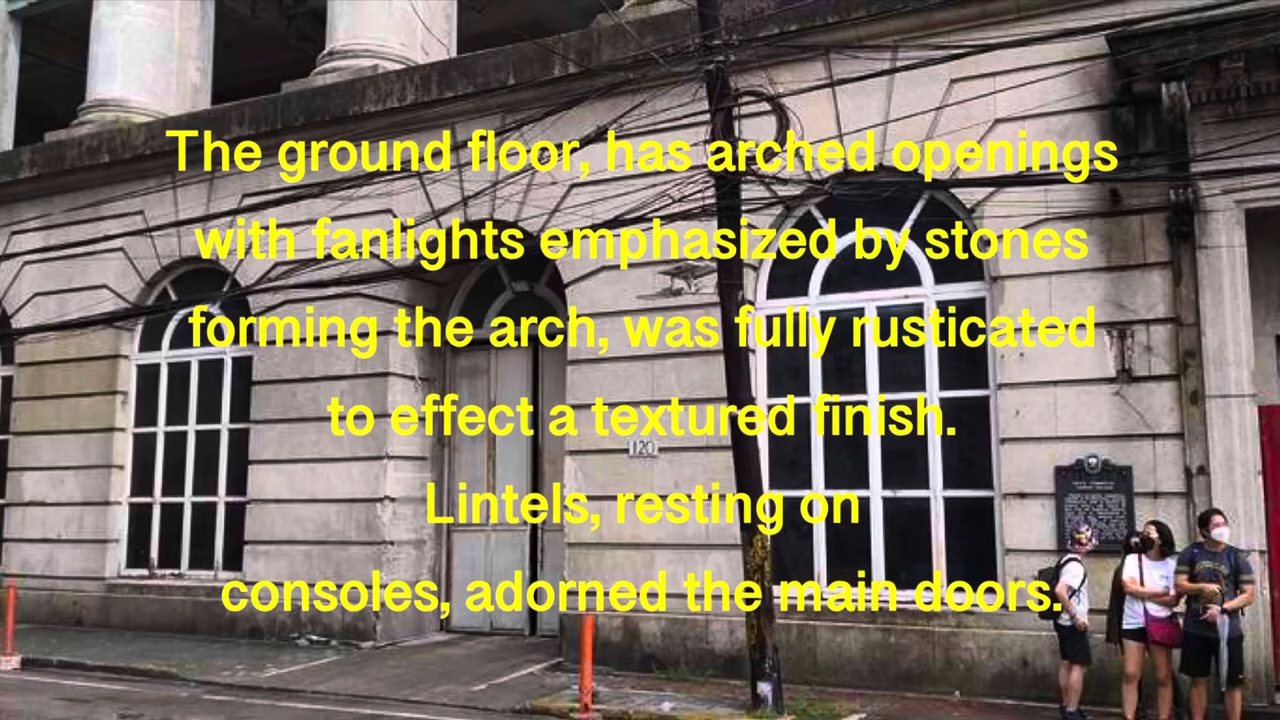 The ground floor, has arched openings
with fanlights emphasized by stones
forming the arch, was fully rusticated
to effect a textured finish.
Lintels, resting on
consoles, adorned the main doors.
120